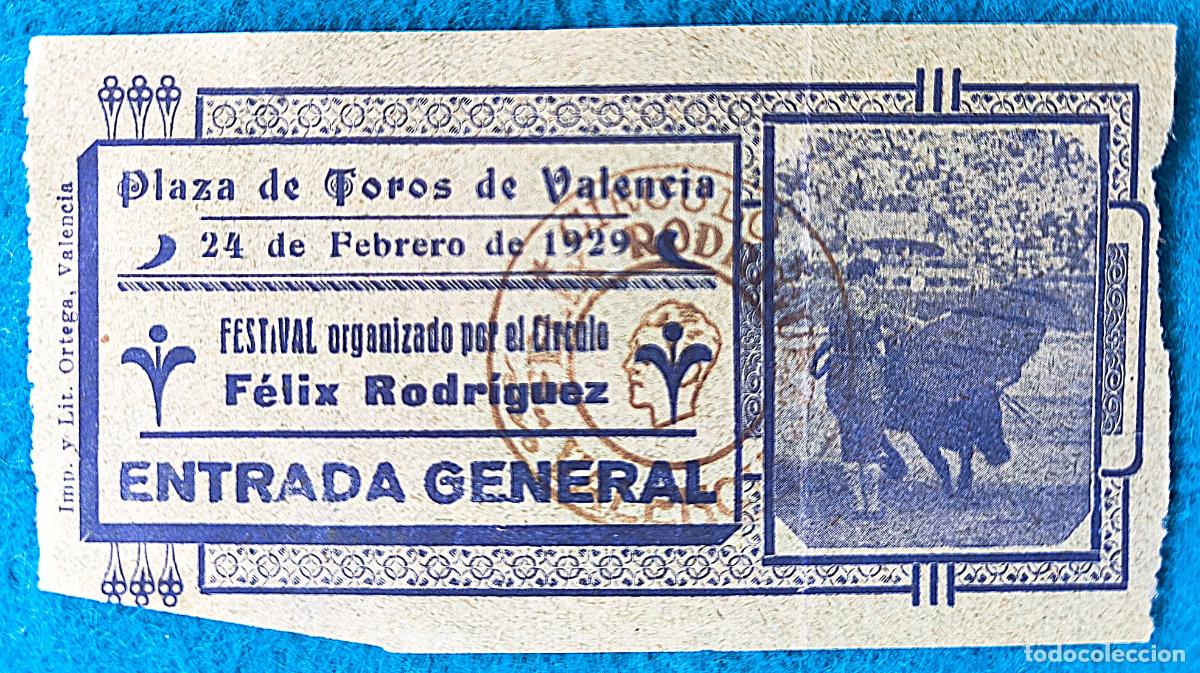 Plaza de Toros de Valencia
24 de Febrero de 1929
FESTIVAL organizado por el Círculo
Félix Rodríguez
ENTRADA GENERAL
Imp. y Lit. Ortega, Valencia
CIRCULO
todocoleccion